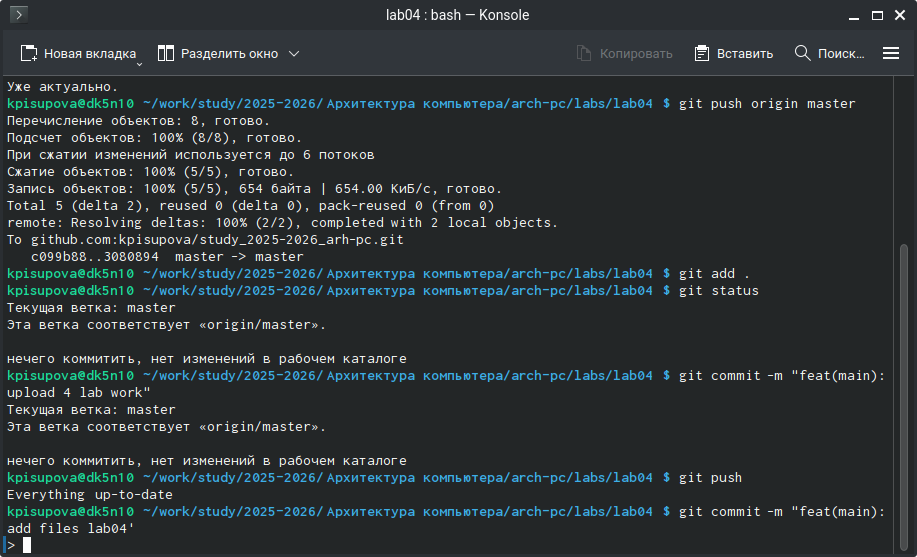 lab04 : bash — Konsole
Новая вкладка
Разделить окно
Копировать
Вставить
Поиск...
Уже актуально.
kpisupova@dk5n10 ~/work/study/2025-2026/Архитектура компьютера/arch-pc/labs/lab04 $ git push origin master
Перечисление объектов: 8, готово.
Подсчет объектов: 100% (8/8), готово.
При сжатии изменений используется до 6 потоков
Сжатие объектов: 100% (5/5), готово.
Запись объектов: 100% (5/5), 654 байта | 654.00 КиБ/с, готово.
Total 5 (delta 2), reused 0 (delta 0), pack-reused 0 (from 0)
remote: Resolving deltas: 100% (2/2), completed with 2 local objects.
To github.com:kpisupova/study_2025-2026_arh-pc.git
   c099b88..3080894  master -> master
kpisupova@dk5n10 ~/work/study/2025-2026/Архитектура компьютера/arch-pc/labs/lab04 $ git add .
kpisupova@dk5n10 ~/work/study/2025-2026/Архитектура компьютера/arch-pc/labs/lab04 $ git status
Текущая ветка: master
Эта ветка соответствует «origin/master».
нечего коммитить, нет изменений в рабочем каталоге
kpisupova@dk5n10 ~/work/study/2025-2026/Архитектура компьютера/arch-pc/labs/lab04 $ git commit -m "feat(main):
upload 4 lab work"
Текущая ветка: master
Эта ветка соответствует «origin/master».
нечего коммитить, нет изменений в рабочем каталоге
kpisupova@dk5n10 ~/work/study/2025-2026/Архитектура компьютера/arch-pc/labs/lab04 $ git push
Everything up-to-date
kpisupova@dk5n10 ~/work/study/2025-2026/Архитектура компьютера/arch-pc/labs/lab04 $ git commit -m "feat(main):
add files lab04'
>